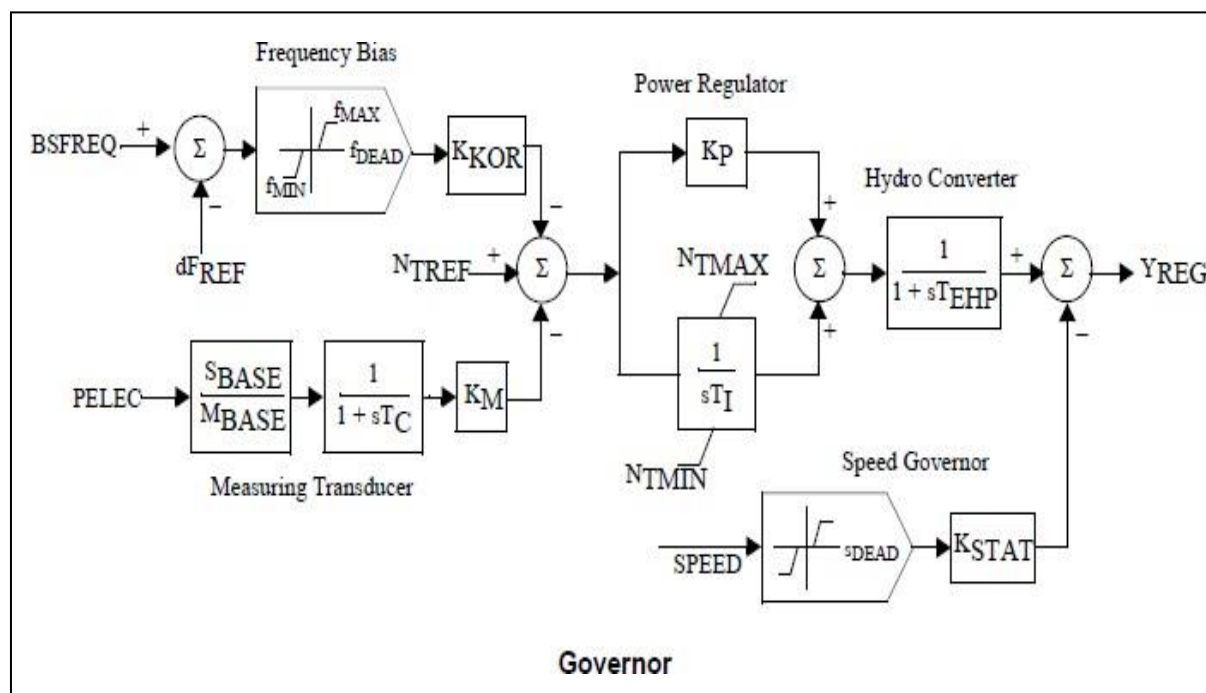 Frequency Bias
Power Regulator
BSFREQ
+
Σ
−
dFREF
fMAX
fDEAD
fMIN
KKOR
−
NTREF
+
Σ
−
KP
+
NTMAX
1
sTI
NTMIN
+
Σ
Hydro Converter
1
1 + sTEHP
+
Σ
−
YREG
PELEC
SBASE
MBASE
1
1 + sTC
KM
Measuring Transducer
Speed Governor
SPEED
sDEAD
KSTAT
Governor